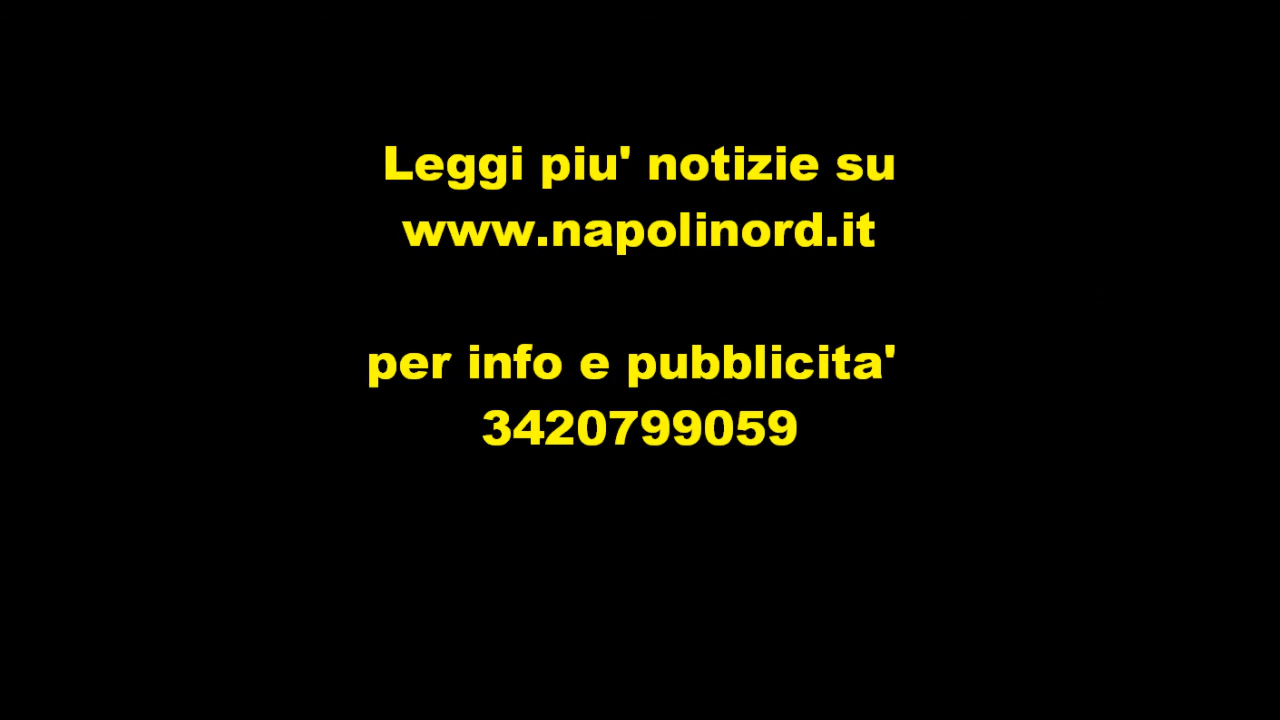 Leggi piu' notizie su
www.napolinord.it
per info e pubblicita'
3420799059